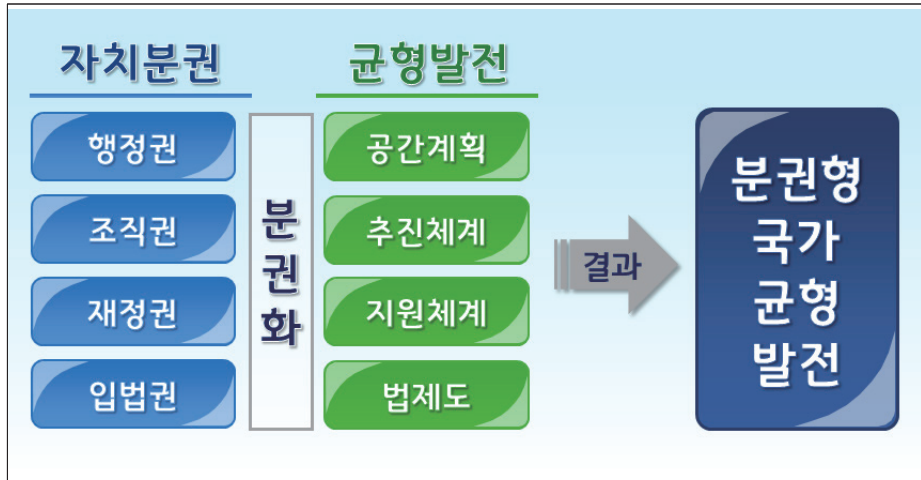 자치분권
균형발전
행정권
조직권
재정권
입법권
분
권
화
공간계획
추진체계
지원체계
법제도
결과
분권형
국가
균형
발전